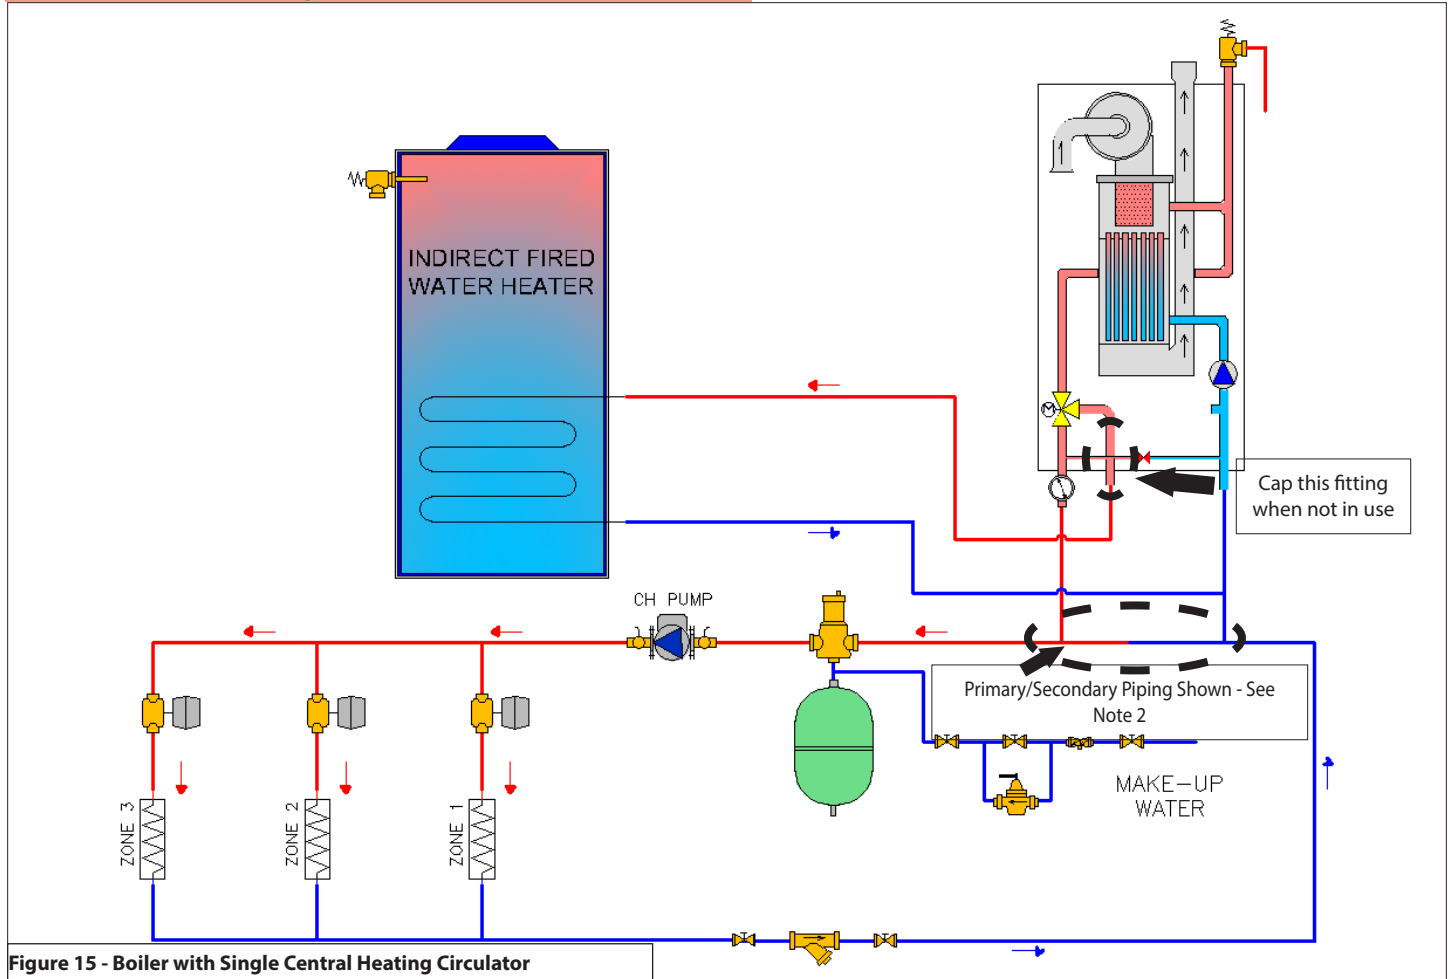 INDIRECT FIRED
WATER HEATER
M
Cap this fitting
when not in use
CH PUMP
Primary/Secondary Piping Shown - See
Note 2
MAKE-UP
WATER
ZONE 3
ZONE 2
ZONE 1
Figure 15 - Boiler with Single Central Heating Circulator